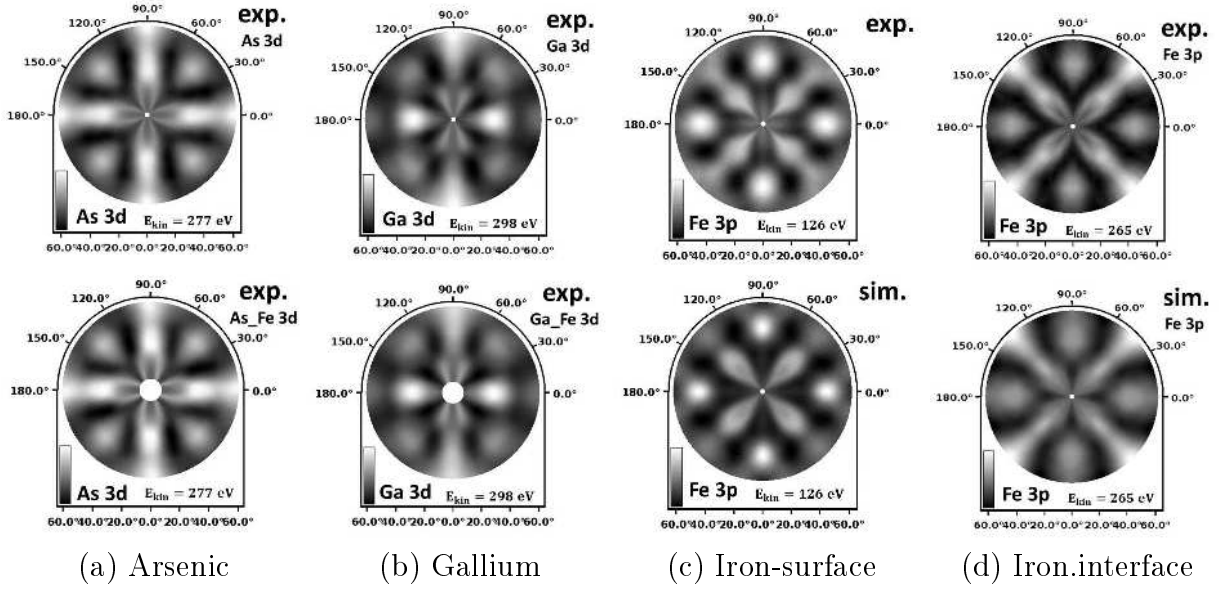 exp.
As 3d
90.0°
120.0°
60.0°
150.0°
30.0°
180.0°
0.0°
As 3d
E_kin = 277 eV
60.0°40.0°20.0°0.0°20.0°40.0°60.0°
exp.
Ga 3d
90.0°
120.0°
60.0°
150.0°
30.0°
180.0°
0.0°
Ga 3d
E_kin = 298 eV
60.0°40.0°20.0°0.0°20.0°40.0°60.0°
exp.
90.0°
120.0°
60.0°
150.0°
30.0°
180.0°
0.0°
Fe 3p
E_kin = 126 eV
60.0°40.0°20.0°0.0°20.0°40.0°60.0°
exp.
Fe 3p
90.0°
120.0°
60.0°
150.0°
30.0°
180.0°
0.0°
Fe 3p
E_kin = 265 eV
60.0°40.0°20.0°0.0°20.0°40.0°60.0°
exp.
As_Fe 3d
90.0°
120.0°
60.0°
150.0°
30.0°
180.0°
0.0°
As 3d
E_kin = 277 eV
60.0°40.0°20.0°0.0°20.0°40.0°60.0°
exp.
Ga_Fe 3d
90.0°
120.0°
60.0°
150.0°
30.0°
180.0°
0.0°
Ga 3d
E_kin = 298 eV
60.0°40.0°20.0°0.0°20.0°40.0°60.0°
sim.
90.0°
120.0°
60.0°
150.0°
30.0°
180.0°
0.0°
Fe 3p
E_kin = 126 eV
60.0°40.0°20.0°0.0°20.0°40.0°60.0°
sim.
Fe 3p
90.0°
120.0°
60.0°
150.0°
30.0°
180.0°
0.0°
Fe 3p
E_kin = 265 eV
60.0°40.0°20.0°0.0°20.0°40.0°60.0°
(a) Arsenic
(b) Gallium
(c) Iron-surface
(d) Iron.interface